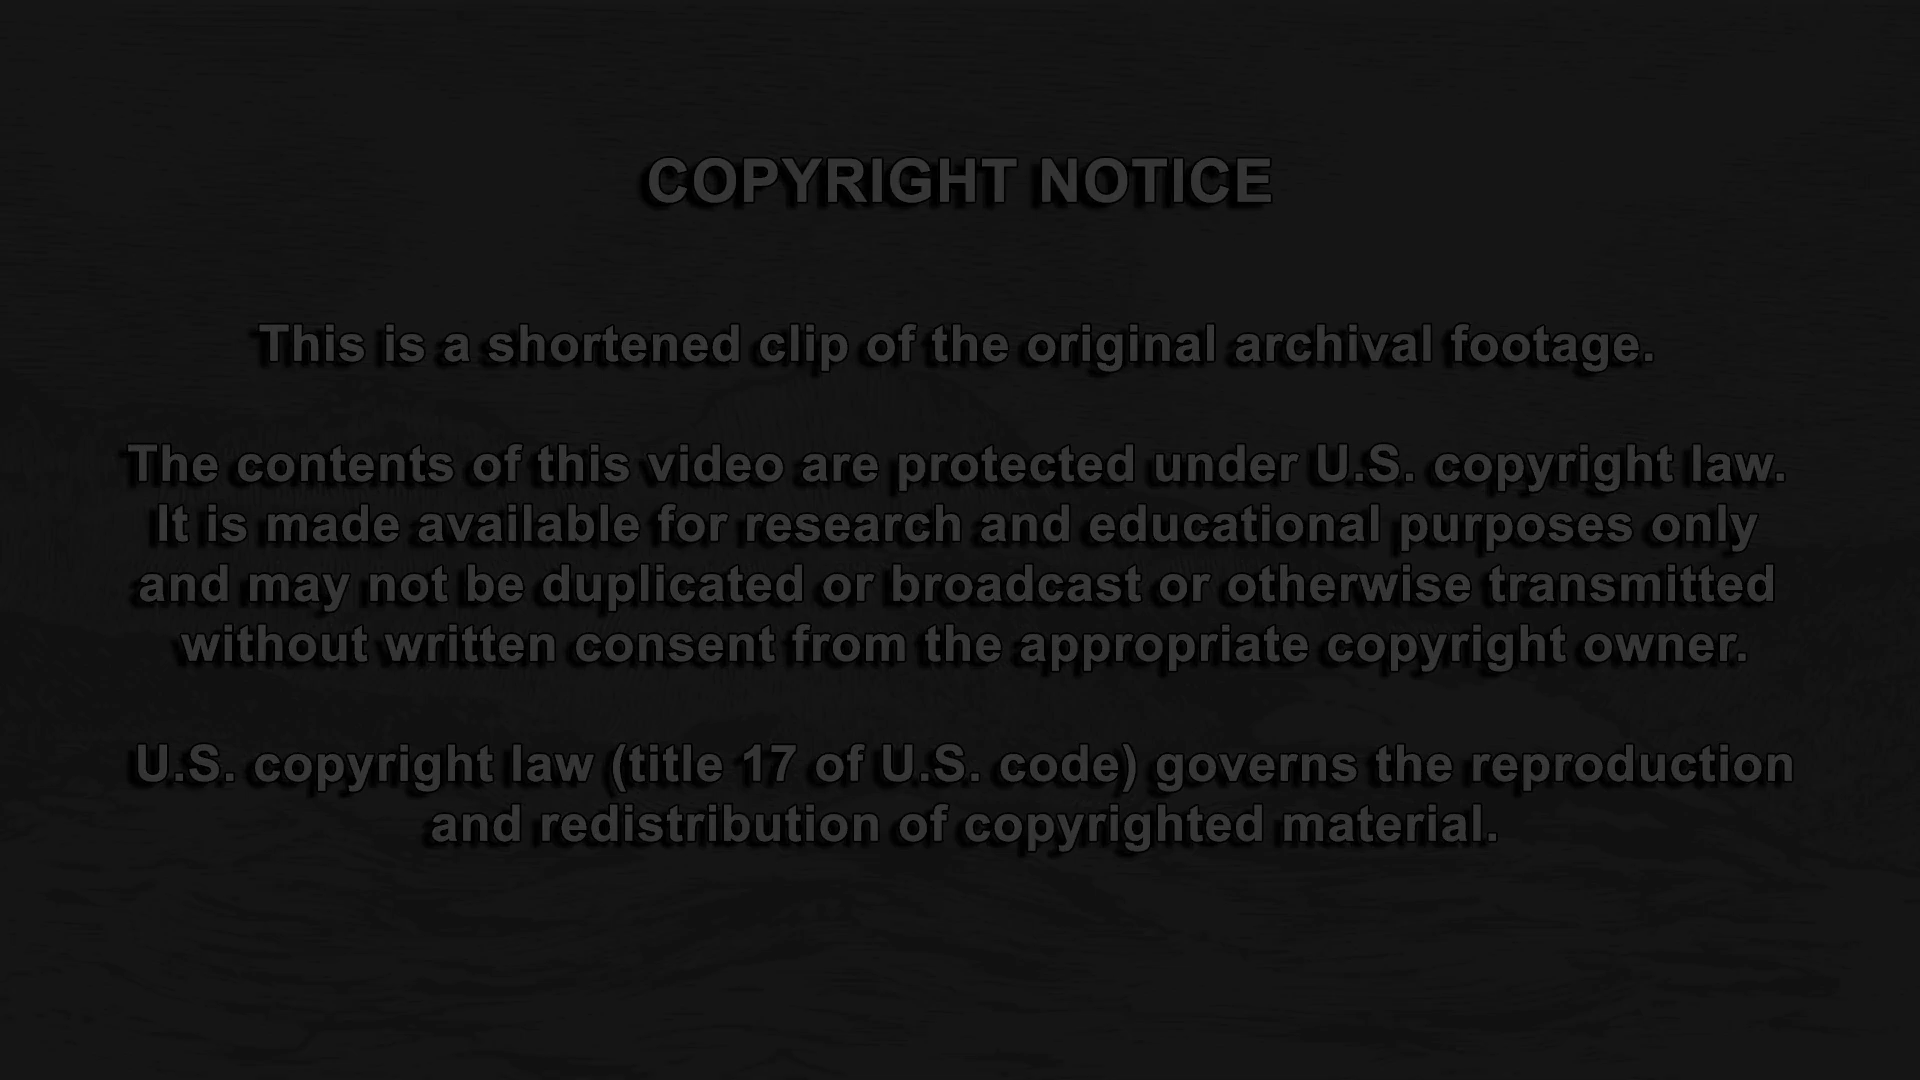 COPYRIGHT NOTICE
This is a shortened clip of the original archival footage.
The contents of this video are protected under U.S. copyright law.
It is made available for research and educational purposes only
and may not be duplicated or broadcast or otherwise transmitted
without written consent from the appropriate copyright owner.
U.S. copyright law (title 17 of U.S. code) governs the reproduction
and redistribution of copyrighted material.